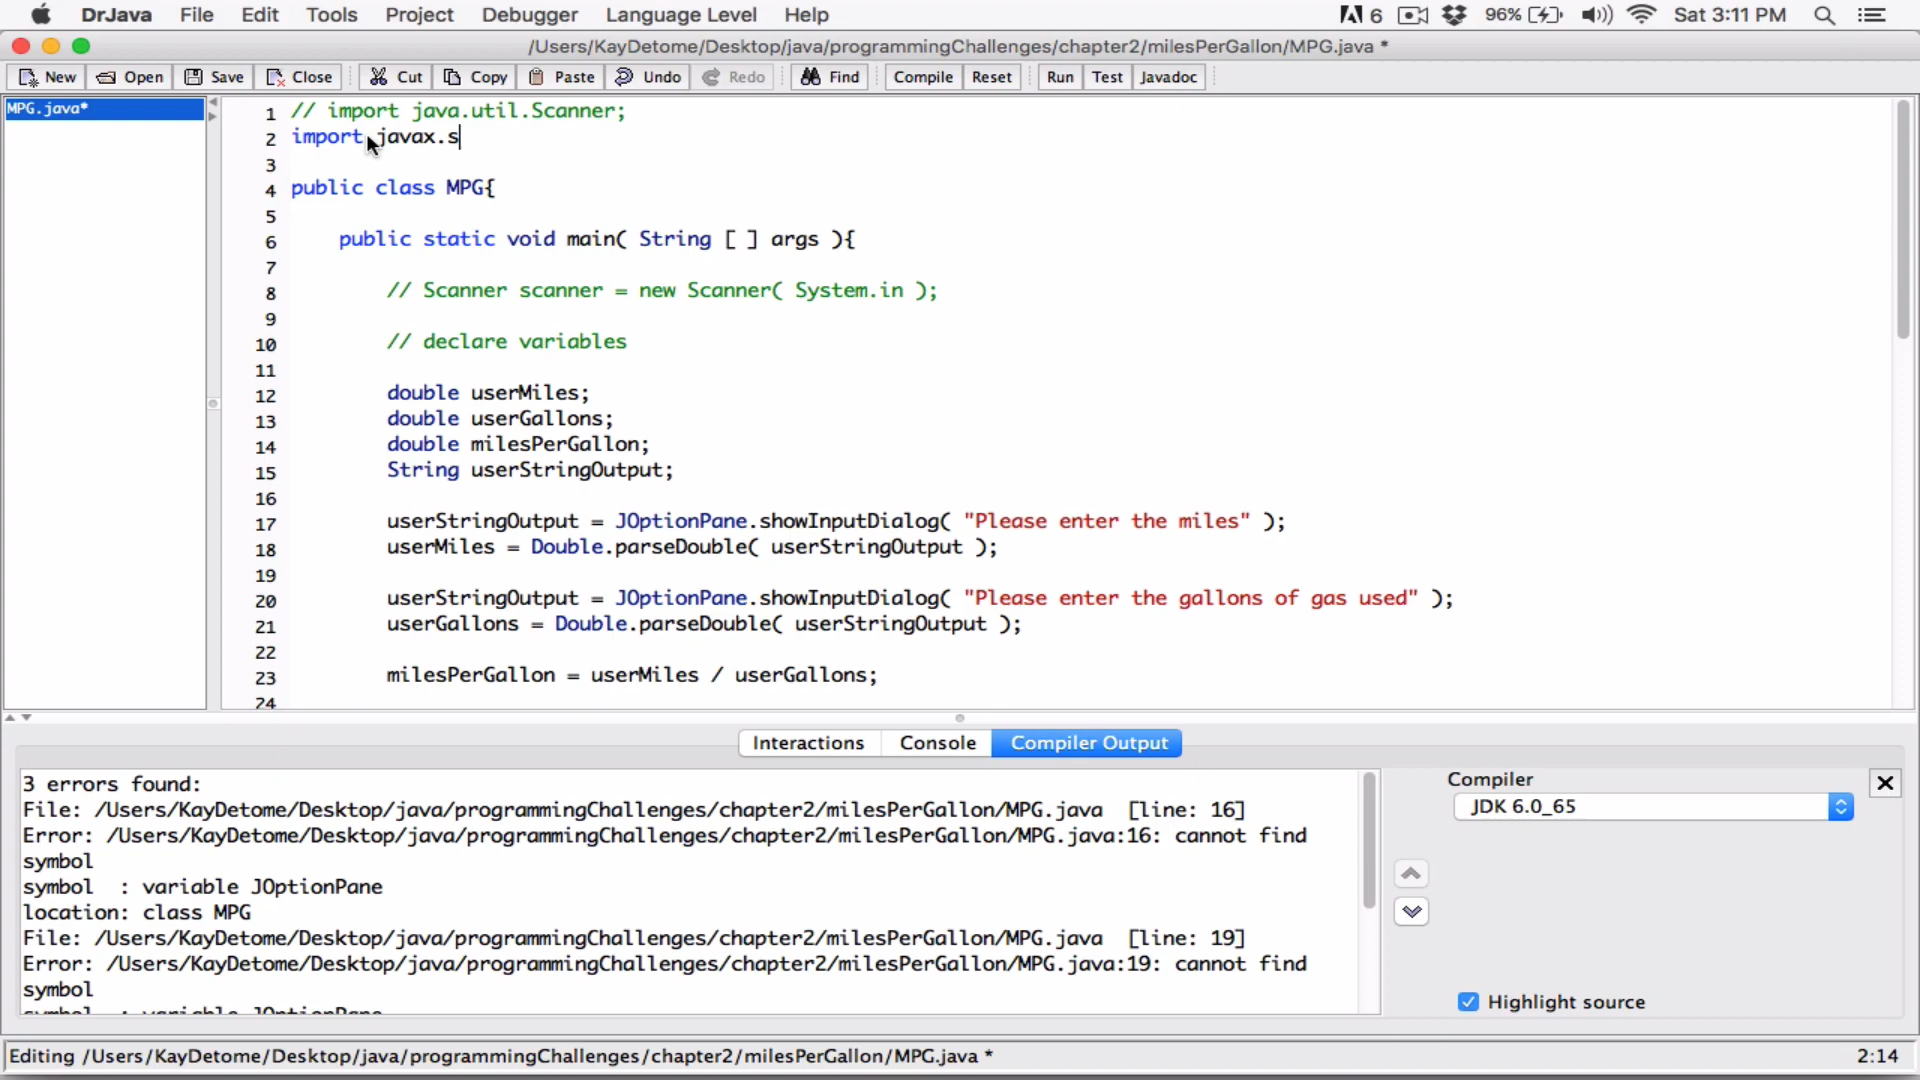 DrJava File Edit Tools Project Debugger Language Level Help 6 96% Sat 3:11 PM
/Users/KayDetome/Desktop/java/programmingChallenges/chapter2/milesPerGallon/MPG.java *
New Open Save Close Cut Copy Paste Undo Redo Find Compile Reset Run Test Javadoc
MPG.java*
1 // import java.util.Scanner;
2 import javax.s
3
4 public class MPG{
5
6 public static void main( String [ ] args ){
7
8 // Scanner scanner = new Scanner( System.in );
9
10 // declare variables
11
12 double userMiles;
13 double userGallons;
14 double milesPerGallon;
15 String userStringOutput;
16
17 userStringOutput = JOptionPane.showInputDialog( "Please enter the miles" );
18 userMiles = Double.parseDouble( userStringOutput );
19
20 userStringOutput = JOptionPane.showInputDialog( "Please enter the gallons of gas used" );
21 userGallons = Double.parseDouble( userStringOutput );
22
23 milesPerGallon = userMiles / userGallons;
24
Interactions Console Compiler Output
3 errors found:
File: /Users/KayDetome/Desktop/java/programmingChallenges/chapter2/milesPerGallon/MPG.java [line: 16]
Error: /Users/KayDetome/Desktop/java/programmingChallenges/chapter2/milesPerGallon/MPG.java:16: cannot find
symbol
symbol : variable JOptionPane
location: class MPG
File: /Users/KayDetome/Desktop/java/programmingChallenges/chapter2/milesPerGallon/MPG.java [line: 19]
Error: /Users/KayDetome/Desktop/java/programmingChallenges/chapter2/milesPerGallon/MPG.java:19: cannot find
symbol
symbol : variable JOptionPane
Compiler
JDK 6.0_65
Highlight source
Editing /Users/KayDetome/Desktop/java/programmingChallenges/chapter2/milesPerGallon/MPG.java * 2:14